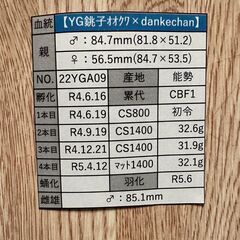 血統 【YG銚子ｵｵｸﾜ×dankechan】
親 ♂：84.7mm(81.8×51.2)
♀：56.5mm(84.7×53.5)
NO. 22YGA09 産地 能勢
孵化 R4.6.16 累代 CBF1
1本目 R4.6.19 CS800 初令
2本目 R4.9.19 CS1400 32.6g
3本目 R4.12.21 CS1400 31.9g
4本目 R5.4.12 ﾏｯﾄ1400 32.1g
蛹化 羽化 R5.6
雌雄 ♂：85.1mm